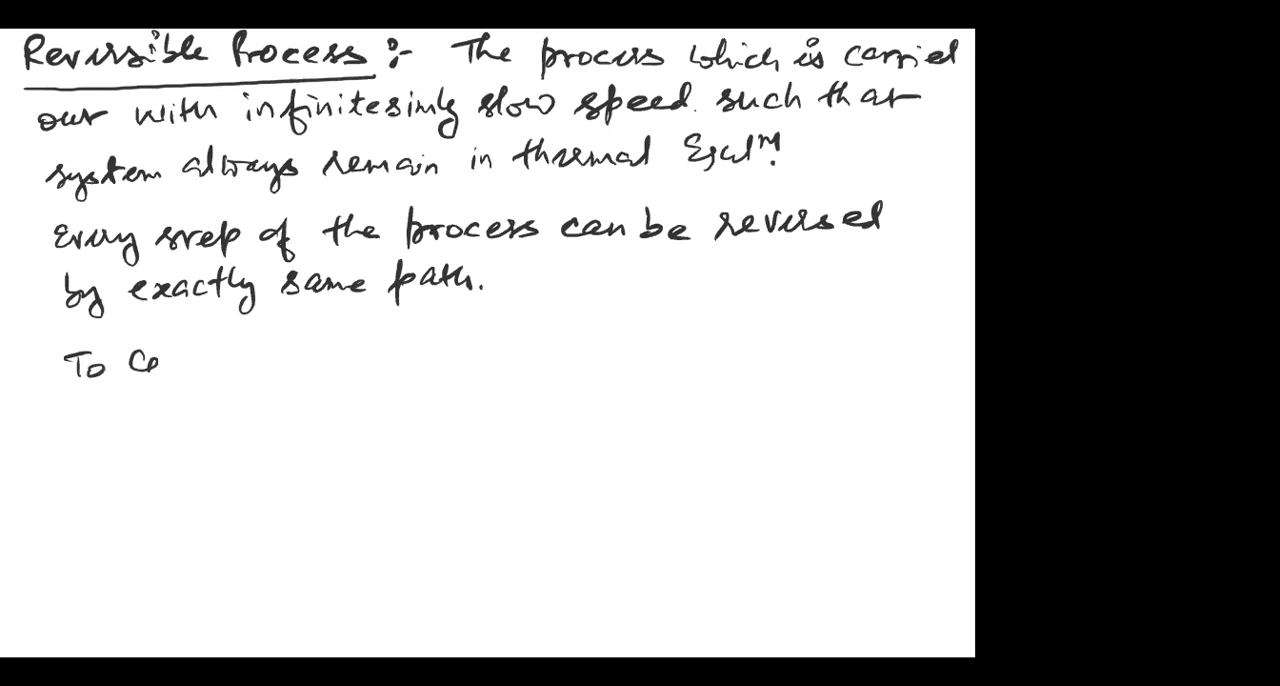 Reversible Process :- The process which is carried
out with infinitesimly slow speed. such that
system always remain in thermal Eqlm.
Every step of the process can be reversed
by exactly same path.
To Co